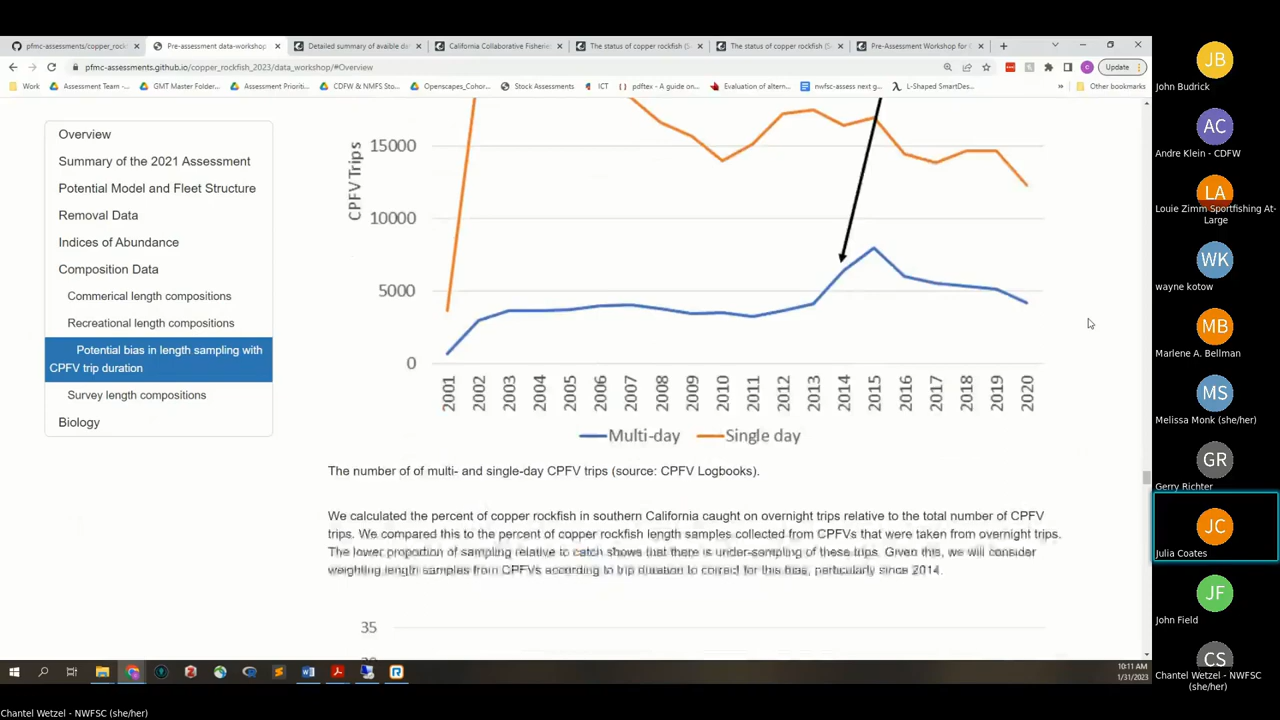 pfmc-assessments/copper_rock
Pre-assessment data-workshop
Detailed summary of avaible da
California Collaborative Fisherie
The status of copper rockfish (S
The status of copper rockfish (S
Pre-Assessment Workshop for C
pfmc-assessments.github.io/copper_rockfish_2023/data_workshop/#Overview
Update
Work
Assessment Team -...
GMT Master Folder...
Assessment Prioriti...
CDFW & NMFS Sto...
Openscapes_Cohor...
Stock Assessments
ICT
pdftex - A guide on...
Evaluation of altern...
nwfsc-assess next g...
L-Shaped SmartDes...
»
Other bookmarks
Overview
Summary of the 2021 Assessment
Potential Model and Fleet Structure
Removal Data
Indices of Abundance
Composition Data
Commerical length compositions
Recreational length compositions
Potential bias in length sampling with
CPFV trip duration
Survey length compositions
Biology
CPFV Trips
15000
10000
5000
0
2001 2002 2003 2004 2005 2006 2007 2008 2009 2010 2011 2012 2013 2014 2015 2016 2017 2018 2019 2020
Multi-day Single day
The number of of multi- and single-day CPFV trips (source: CPFV Logbooks).
We calculated the percent of copper rockfish in southern California caught on overnight trips relative to the total number of CPFV
trips. We compared this to the percent of copper rockfish length samples collected from CPFVs that were taken from overnight trips.
The lower proportion of sampling relative to catch shows that there is under-sampling of these trips. Given this, we will consider
weighting length samples from CPFVs according to trip duration to correct for this bias, particularly since 2014.
35
10:11 AM
1/31/2023
JB
John Budrick
AC
Andre Klein - CDFW
LA
Louie Zimm Sportfishing At-
Large
WK
wayne kotow
MB
Marlene A. Bellman
MS
Melissa Monk (she/her)
GR
Gerry Richter
JC
Julia Coates
JF
John Field
CS
Chantel Wetzel - NWFSC
(she/her)
Chantel Wetzel - NWFSC (she/her)